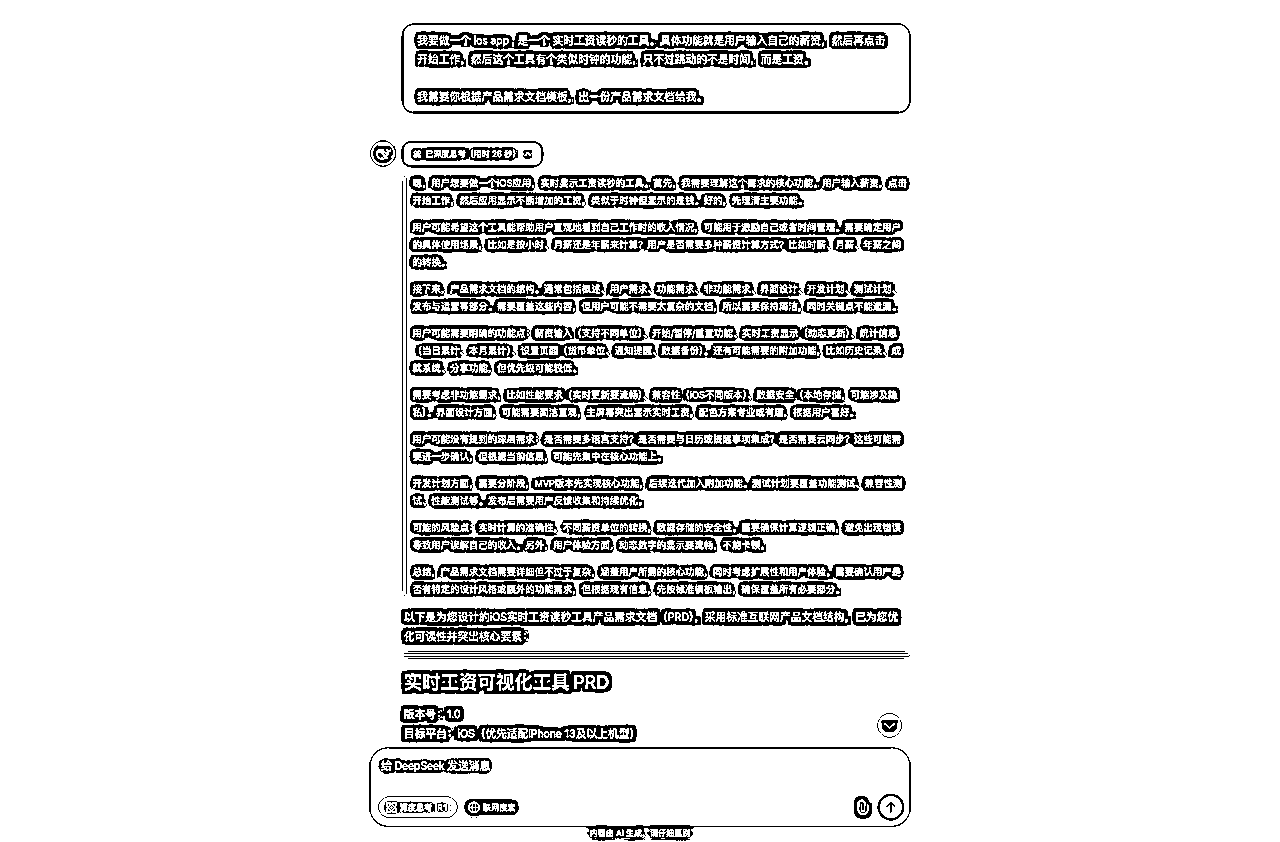 我要做一个 ios app，是一个 实时工资读秒的工具。具体功能就是用户输入自己的薪资，然后再点击
开始工作，然后这个工具有个类似时钟的功能，只不过跳动的不是时间，而是工资。
我需要你根据产品需求文档模板，出一份产品需求文档给我。
已深度思考（用时 26 秒）
嗯，用户想要做一个iOS应用，实时显示工资读秒的工具。首先，我需要理解这个需求的核心功能。用户输入薪资，点击
开始工作，然后应用显示不断增加的工资，类似于时钟但显示的是钱。好的，先理清主要功能。
用户可能希望这个工具能帮助用户直观地看到自己工作时的收入情况，可能用于激励自己或者时间管理。需要确定用户
的具体使用场景，比如是按小时、月薪还是年薪来计算？用户是否需要多种薪资计算方式？比如时薪、月薪、年薪之间
的转换。
接下来，产品需求文档的结构。通常包括概述、用户需求、功能需求、非功能需求、界面设计、开发计划、测试计划、
发布与运营等部分。需要覆盖这些内容，但用户可能不需要太复杂的文档，所以要保持简洁，同时关键点不能遗漏。
用户可能需要明确的功能点：薪资输入（支持不同单位）、开始/暂停/重置功能、实时工资显示（动态更新）、统计信息
（当日累计、本月累计）、设置页面（货币单位、通知提醒、数据备份）。还有可能需要的附加功能，比如历史记录、成
就系统、分享功能，但优先级可能较低。
需要考虑非功能需求，比如性能要求（实时更新要流畅）、兼容性（iOS不同版本）、数据安全（本地存储，可能涉及隐
私）。界面设计方面，可能需要简洁直观，主屏幕突出显示实时工资，配色方案专业或有趣，根据用户喜好。
用户可能没有提到的深层需求：是否需要多语言支持？是否需要与日历或提醒事项集成？是否需要云同步？这些可能需
要进一步确认，但根据当前信息，可能先集中在核心功能上。
开发计划方面，需要分阶段，MVP版本先实现核心功能，后续迭代加入附加功能。测试计划要覆盖功能测试、兼容性测
试、性能测试等。发布后需要用户反馈收集和持续优化。
可能的风险点：实时计算的准确性、不同薪资单位的转换、数据存储的安全性。需要确保计算逻辑正确，避免出现错误
导致用户误解自己的收入。另外，用户体验方面，动态数字的显示要流畅，不能卡顿。
总结，产品需求文档需要详细但不过于复杂，涵盖用户所需的核心功能，同时考虑扩展性和用户体验。需要确认用户是
否有特定的设计风格或额外的功能需求，但根据现有信息，先按标准模板输出，确保覆盖所有必要部分。
以下是为您设计的iOS实时工资读秒工具产品需求文档（PRD），采用标准互联网产品文档结构，已为您优
化可读性并突出核心要素：
实时工资可视化工具 PRD
版本号：1.0
目标平台：iOS（优先适配iPhone 13及以上机型）
给 DeepSeek 发送消息
深度思考 (R1)
联网搜索
内容由 AI 生成，请仔细甄别